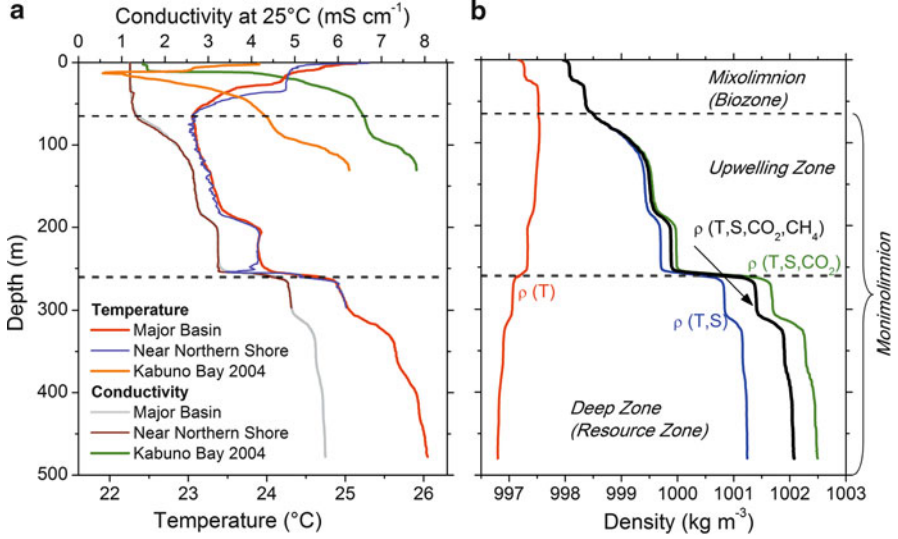 a
Conductivity at 25°C (mS cm⁻¹)
0 1 2 3 4 5 6 7 8
0
100
200
300
400
500
Depth (m)
Temperature
Major Basin
Near Northern Shore
Kabuno Bay 2004
Conductivity
Major Basin
Near Northern Shore
Kabuno Bay 2004
22 23 24 25 26
Temperature (°C)
b
Mixolimnion
(Biozone)
Upwelling Zone
ρ (T,S,CO₂,CH₄)
ρ (T,S,CO₂)
ρ (T)
ρ (T,S)
Deep Zone
(Resource Zone)
Monimolimnion
997 998 999 1000 1001 1002 1003
Density (kg m⁻³)